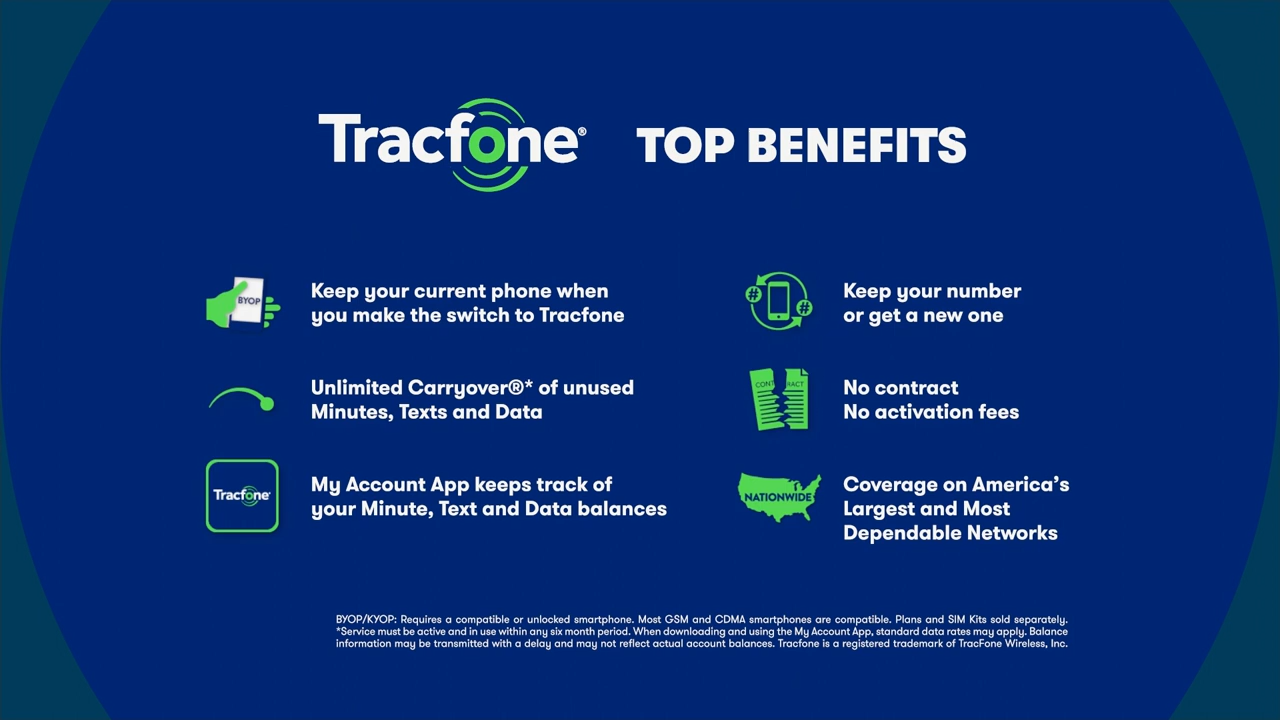 Tracfone® TOP BENEFITS
BYOP
Keep your current phone when
you make the switch to Tracfone
#
#
Keep your number
or get a new one
Unlimited Carryover®* of unused
Minutes, Texts and Data
CONTRACT
No contract
No activation fees
Tracfone®
My Account App keeps track of
your Minute, Text and Data balances
NATIONWIDE
Coverage on America's
Largest and Most
Dependable Networks
BYOP/KYOP: Requires a compatible or unlocked smartphone. Most GSM and CDMA smartphones are compatible. Plans and SIM Kits sold separately.
*Service must be active and in use within any six month period. When downloading and using the My Account App, standard data rates may apply. Balance
information may be transmitted with a delay and may not reflect actual account balances. Tracfone is a registered trademark of TracFone Wireless, Inc.